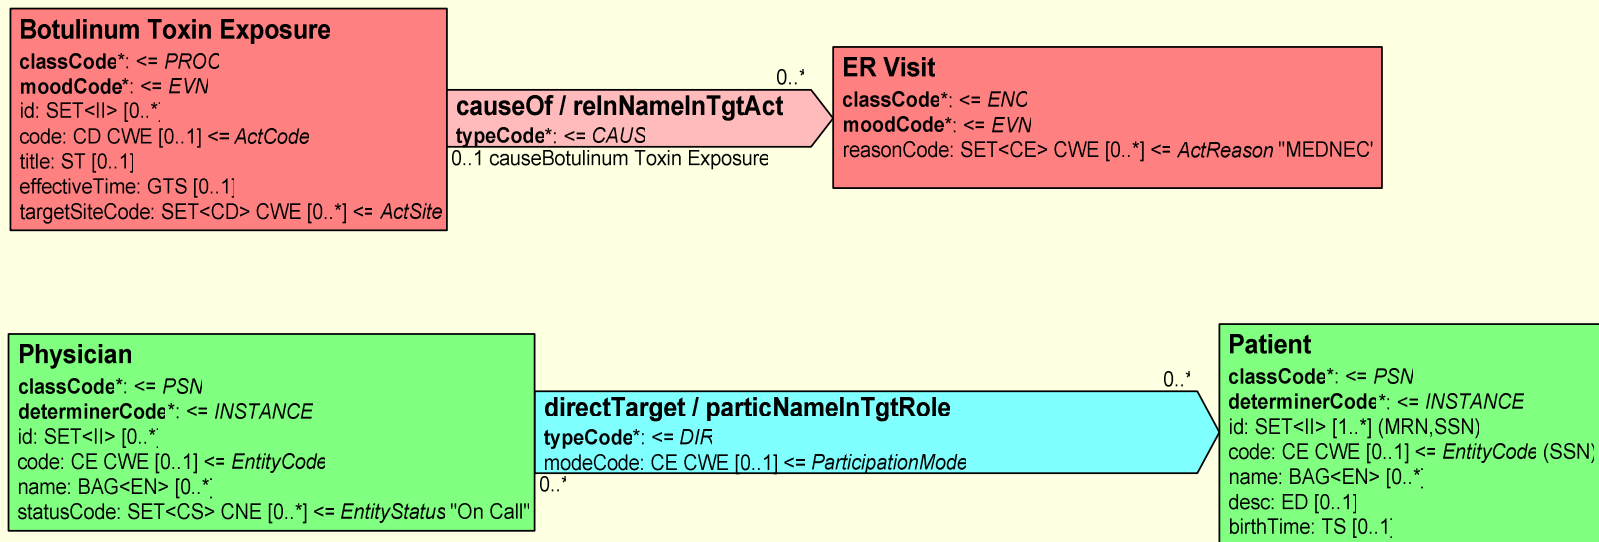 Botulinum Toxin Exposure
classCode*: <= PROC
moodCode*: <= EVN
id: SET<II> [0..*]
code: CD CWE [0..1] <= ActCode
title: ST [0..1]
effectiveTime: GTS [0..1]
targetSiteCode: SET<CD> CWE [0..*] <= ActSite
0..*
causeOf / reInNameInTgtAct
typeCode*: <= CAUS
0..1 causeBotulinum Toxin Exposure
ER Visit
classCode*: <= ENC
moodCode*: <= EVN
reasonCode: SET<CE> CWE [0..*] <= ActReason "MEDNEC"
Physician
classCode*: <= PSN
determinerCode*: <= INSTANCE
id: SET<II> [0..*]
code: CE CWE [0..1] <= EntityCode
name: BAG<EN> [0..*]
statusCode: SET<CS> CNE [0..*] <= EntityStatus "On Call"
0..*
directTarget / particNameInTgtRole
typeCode*: <= DIR
modeCode: CE CWE [0..1] <= ParticipationMode
0..*
Patient
classCode*: <= PSN
determinerCode*: <= INSTANCE
id: SET<II> [1..*] (MRN,SSN)
code: CE CWE [0..1] <= EntityCode (SSN)
name: BAG<EN> [0..*]
desc: ED [0..1]
birthTime: TS [0..1]